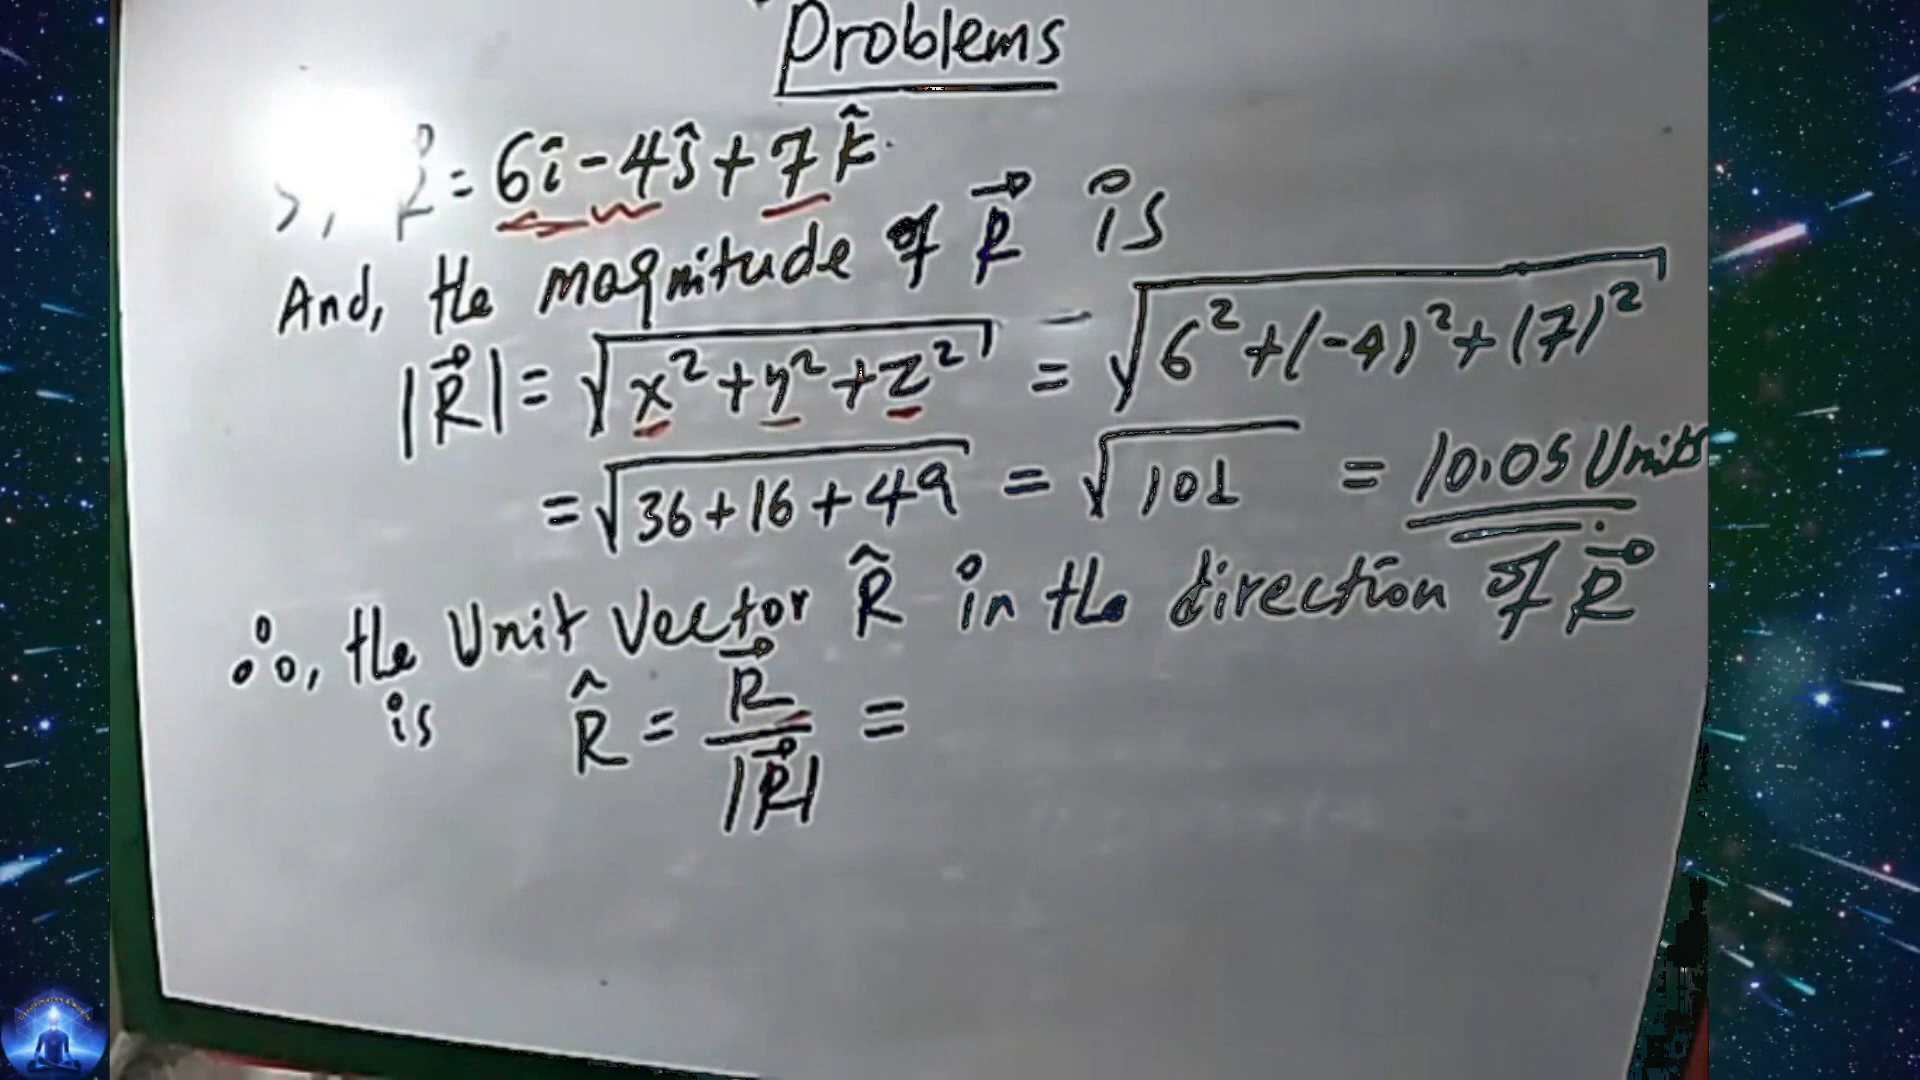 Problems
R⃗ = 6î - 4ĵ + 7k̂.
And, the magnitude of R⃗ is
|R⃗| = √(x² + y² + z²) = √(6² + (-4)² + (7)²)
= √(36 + 16 + 49) = √101 = 10.05 Units
∴, the Unit Vector R̂ in the direction of R⃗
is R̂ = R⃗ / |R⃗| =